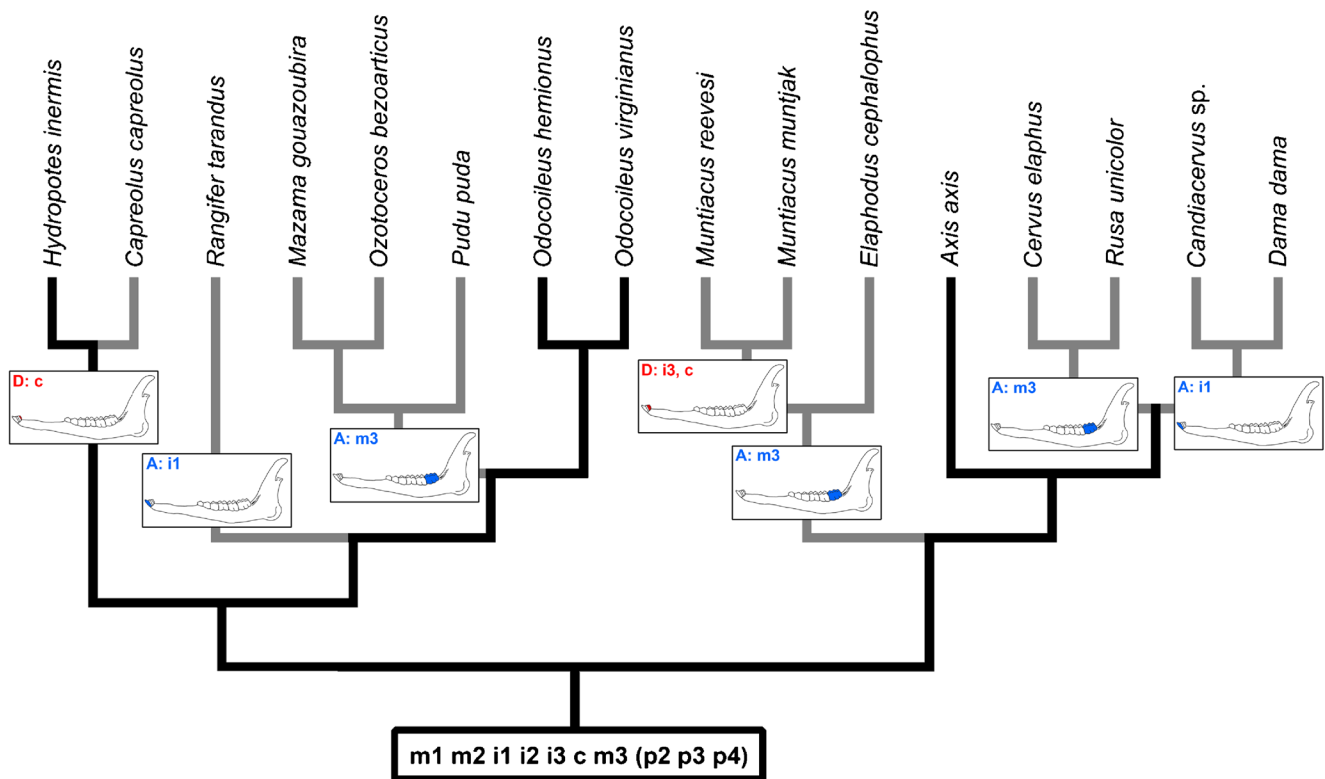 Hydropotes inermis
Capreolus capreolus
Rangifer tarandus
Mazama gouazoubira
Ozotoceros bezoarticus
Pudu puda
Odocoileus hemionus
Odocoileus virginianus
Muntiacus reevesi
Muntiacus muntjak
Elaphodus cephalophus
Axis axis
Cervus elaphus
Rusa unicolor
Candiacervus sp.
Dama dama
D: c
D: i3, c
A: m3
A: i1
A: m3
A: m3
A: i1
m1 m2 i1 i2 i3 c m3 (p2 p3 p4)